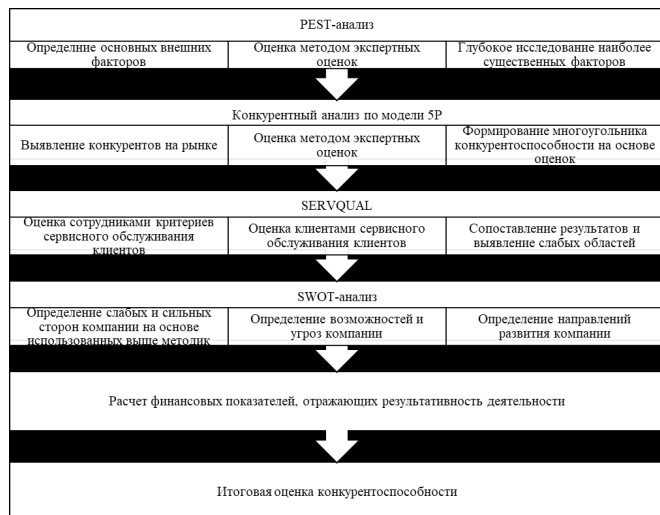 PEST-анализ
Определние основных внешних
факторов
Оценка методом экспертных
оценок
Глубокое исследование наиболее
существенных факторов
Конкурентный анализ по модели 5P
Выявление конкурентов на рынке
Оценка методом экспертных
оценок
Формирование многоугольника
конкурентоспособности на основе
оценок
SERVQUAL
Оценка сотрудниками критериев
сервисного обслуживания
клиентов
Оценка клиентами сервисного
обслуживания клиентов
Сопоставление результатов и
выявление слабых областей
SWOT-анализ
Определение слабых и сильных
сторон компании на основе
использованных выше методик
Определение возможностей и
угроз компании
Определение направлений
развития компании
Расчет финансовых показателей, отражающих результативность деятельности
Итоговая оценка конкурентоспособности